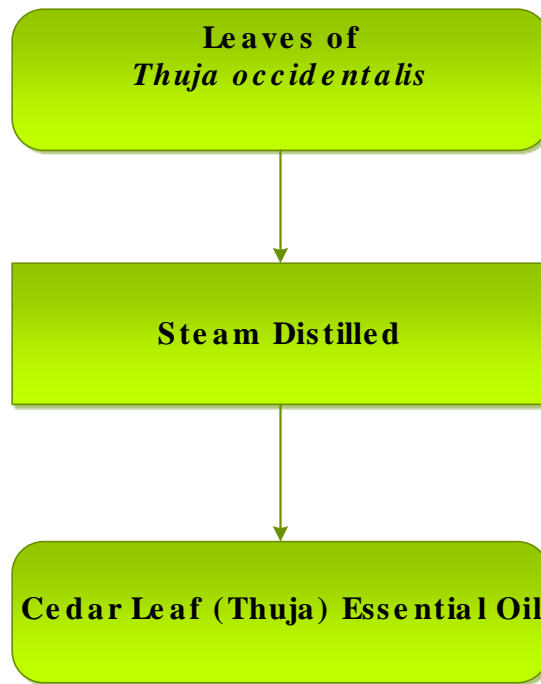 Leaves of
Thuja occidentalis
Steam Distilled
Cedar Leaf (Thuja) Essential Oil